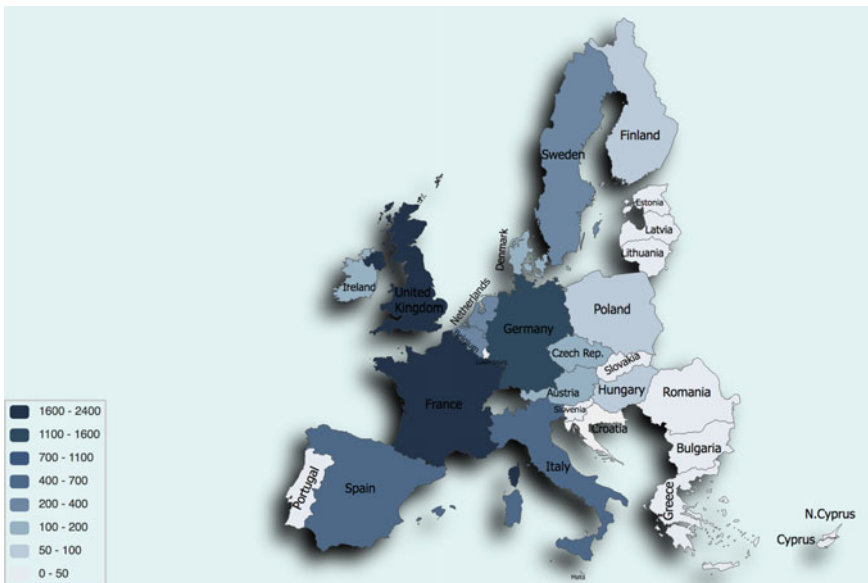 Finland
Sweden
Estonia
Latvia
Lithuania
Denmark
Ireland
United
Kingdom
Netherlands
Poland
Germany
Czech Rep.
Slovakia
Austria
Hungary
Romania
France
Slovenia
Croatia
Bulgaria
Italy
Portugal
Spain
Greece
N.Cyprus
Cyprus
Malta
1600 - 2400
1100 - 1600
700 - 1100
400 - 700
200 - 400
100 - 200
50 - 100
0 - 50